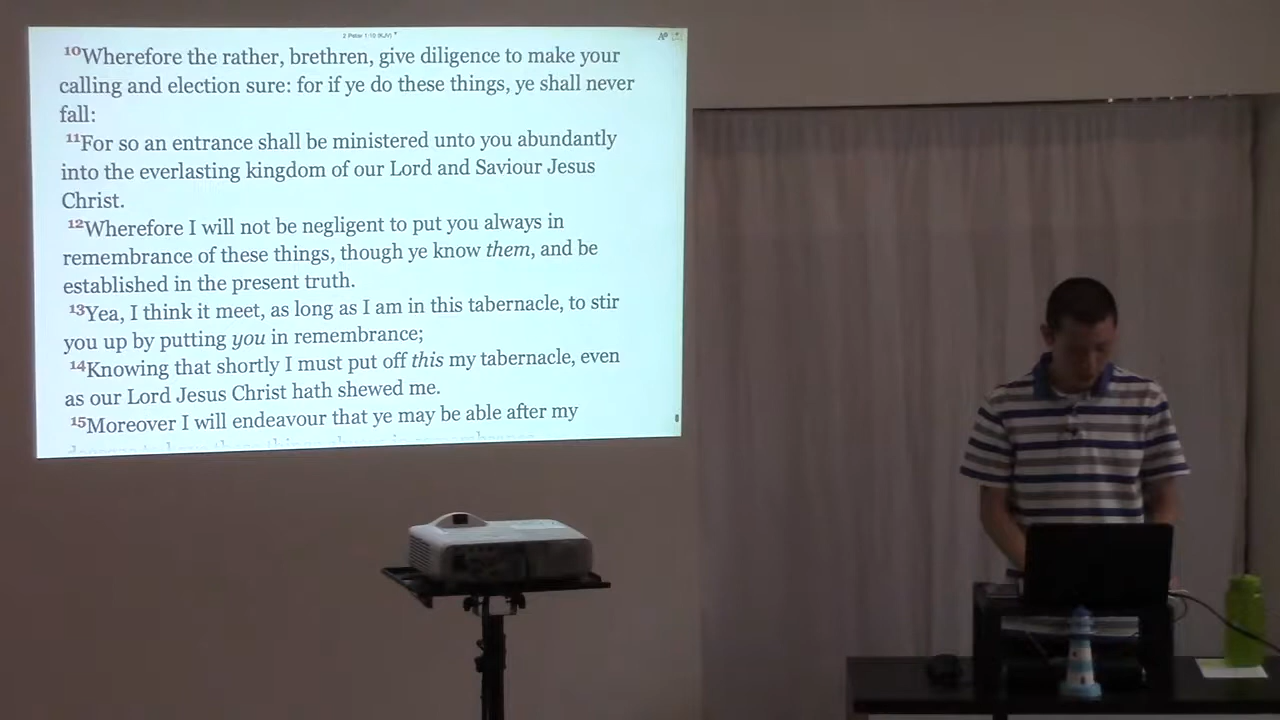 2 Peter 1:10 (KJV)
10Wherefore the rather, brethren, give diligence to make your
calling and election sure: for if ye do these things, ye shall never
fall:
11For so an entrance shall be ministered unto you abundantly
into the everlasting kingdom of our Lord and Saviour Jesus
Christ.
12Wherefore I will not be negligent to put you always in
remembrance of these things, though ye know them, and be
established in the present truth.
13Yea, I think it meet, as long as I am in this tabernacle, to stir
you up by putting you in remembrance;
14Knowing that shortly I must put off this my tabernacle, even
as our Lord Jesus Christ hath shewed me.
15Moreover I will endeavour that ye may be able after my